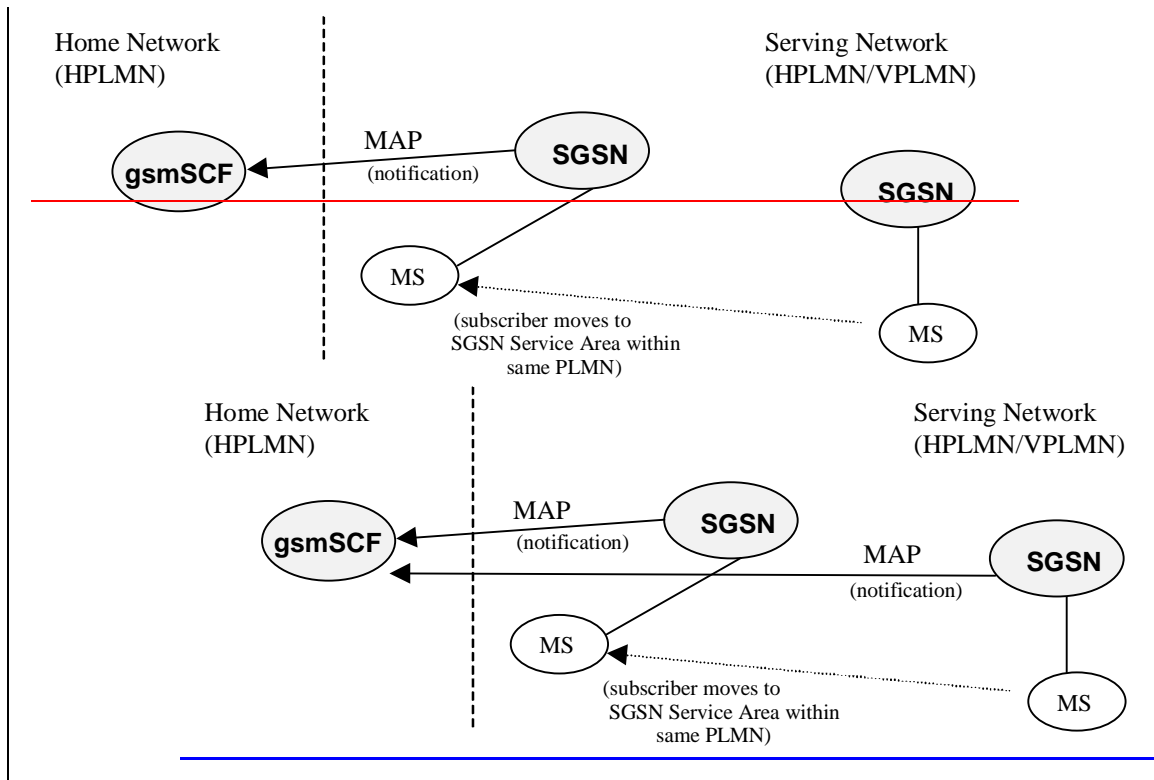 Home Network
(HPLMN)
Serving Network
(HPLMN/VPLMN)
gsmSCF
MAP
(notification)
SGSN
SGSN
MS
(subscriber moves to
SGSN Service Area within
same PLMN)
MS
Home Network
(HPLMN)
Serving Network
(HPLMN/VPLMN)
gsmSCF
MAP
(notification)
SGSN
MAP
(notification)
SGSN
MS
(subscriber moves to
SGSN Service Area within
same PLMN)
MS